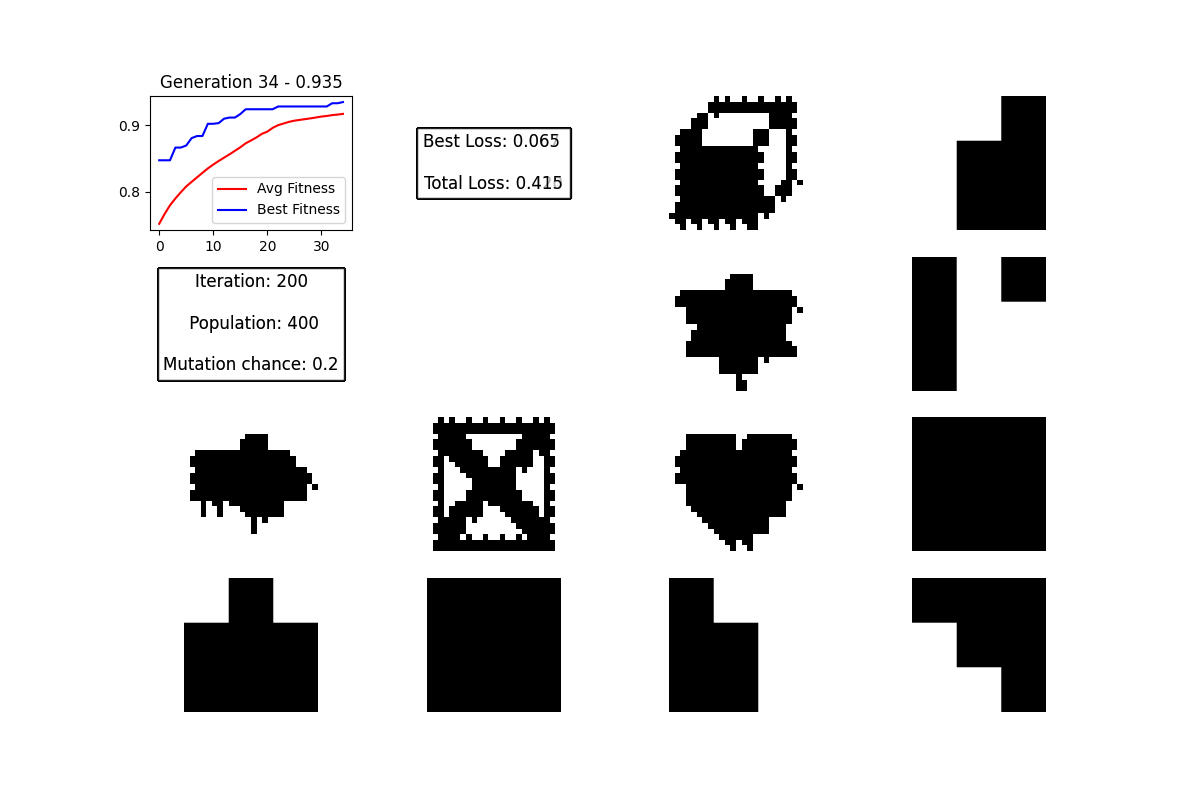 Generation 34 - 0.935
0.9
0.8
Avg Fitness
Best Fitness
0 10 20 30
Best Loss: 0.065
Total Loss: 0.415
Iteration: 200
Population: 400
Mutation chance: 0.2